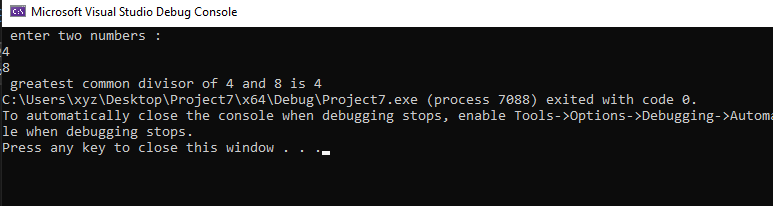 Microsoft Visual Studio Debug Console
enter two numbers :
4
8
greatest common divisor of 4 and 8 is 4
C:\Users\xyz\Desktop\Project7\x64\Debug\Project7.exe (process 7088) exited with code 0.
To automatically close the console when debugging stops, enable Tools->Options->Debugging->Automa
le when debugging stops.
Press any key to close this window . . .